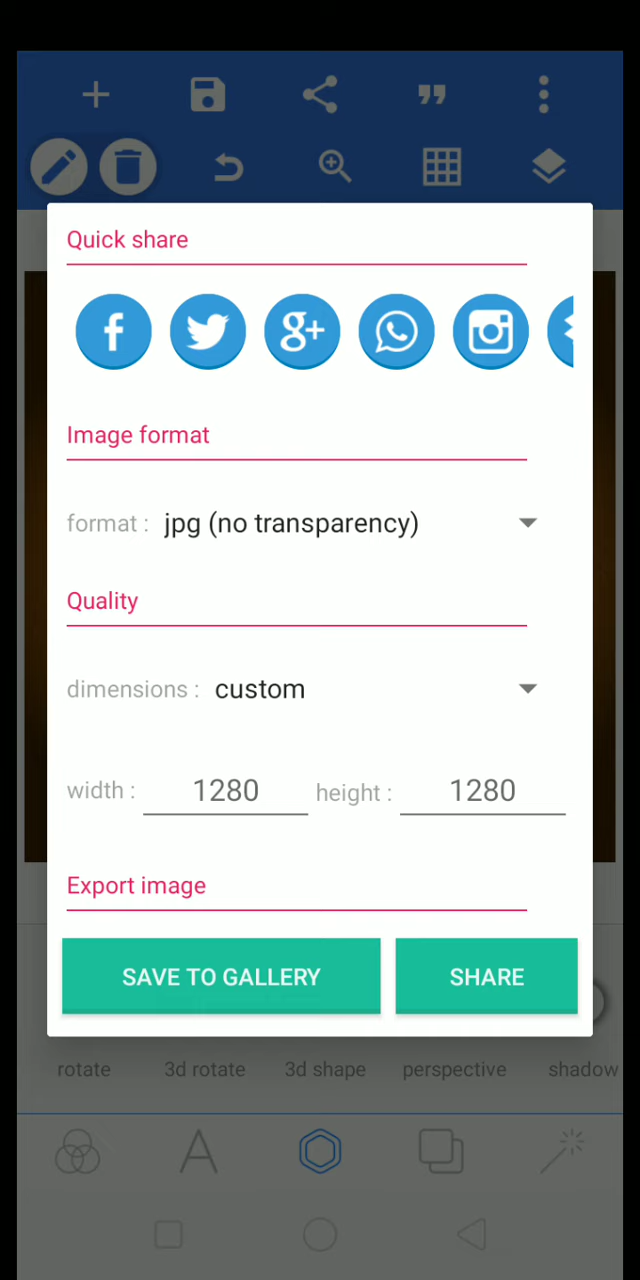 Quick share
Image format
format : jpg (no transparency)
Quality
dimensions : custom
width : 1280 height : 1280
Export image
SAVE TO GALLERY SHARE
rotate 3d rotate 3d shape perspective shadow